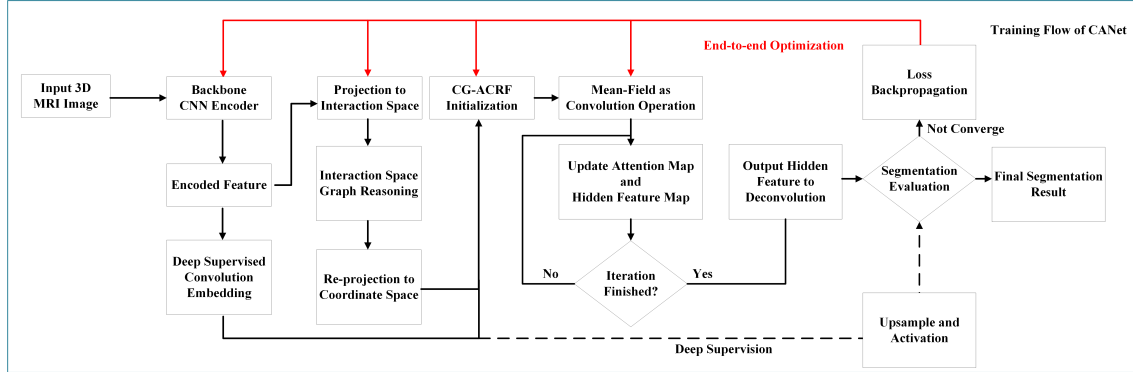 Training Flow of CANet
End-to-end Optimization
Input 3D
MRI Image
Backbone
CNN Encoder
Projection to
Interaction Space
CG-ACRF
Initialization
Mean-Field as
Convolution Operation
Loss
Backpropagation
Not Converge
Encoded Feature
Interaction Space
Graph Reasoning
Update Attention Map
and
Hidden Feature Map
Output Hidden
Feature to
Deconvolution
Segmentation
Evaluation
Final Segmentation
Result
Deep Supervised
Convolution
Embedding
Re-projection to
Coordinate Space
No
Iteration
Finished?
Yes
Upsample and
Activation
Deep Supervision